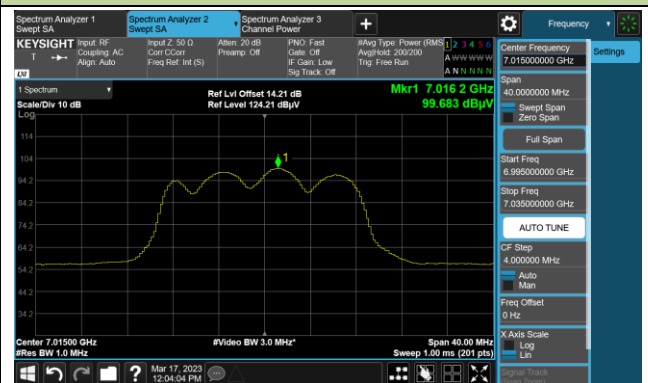 Spectrum Analyzer 1
Swept SA
Spectrum Analyzer 2
Swept SA
Spectrum Analyzer 3
Channel Power
Frequency
KEYSIGHT
T
LXI
Input: RF
Coupling: AC
Align: Auto
Input Z: 50 Ω
Corr CCorr
Freq Ref: Int (S)
Atten: 20 dB
Preamp: Off
PNO: Fast
Gate: Off
IF Gain: Low
Sig Track: Off
#Avg Type: Power (RMS
Avg|Hold: 200/200
Trig: Free Run
1 2 3 4 5 6
A W W W W W
A N N N N N
Center Frequency
7.015000000 GHz
Settings
Span
40.0000000 MHz
Swept Span
Zero Span
Full Span
Start Freq
6.995000000 GHz
Stop Freq
7.035000000 GHz
AUTO TUNE
CF Step
4.000000 MHz
Auto
Man
Freq Offset
0 Hz
X Axis Scale
Log
Lin
Signal Track
1 Spectrum
Scale/Div 10 dB
Log
Ref Lvl Offset 14.21 dB
Ref Level 124.21 dBµV
Mkr1 7.016 2 GHz
99.683 dBµV
1
114
104
94.2
84.2
74.2
64.2
54.2
44.2
34.2
Center 7.01500 GHz
#Res BW 1.0 MHz
#Video BW 3.0 MHz*
Span 40.00 MHz
Sweep 1.00 ms (201 pts)
?
Mar 17, 2023
12:04:04 PM